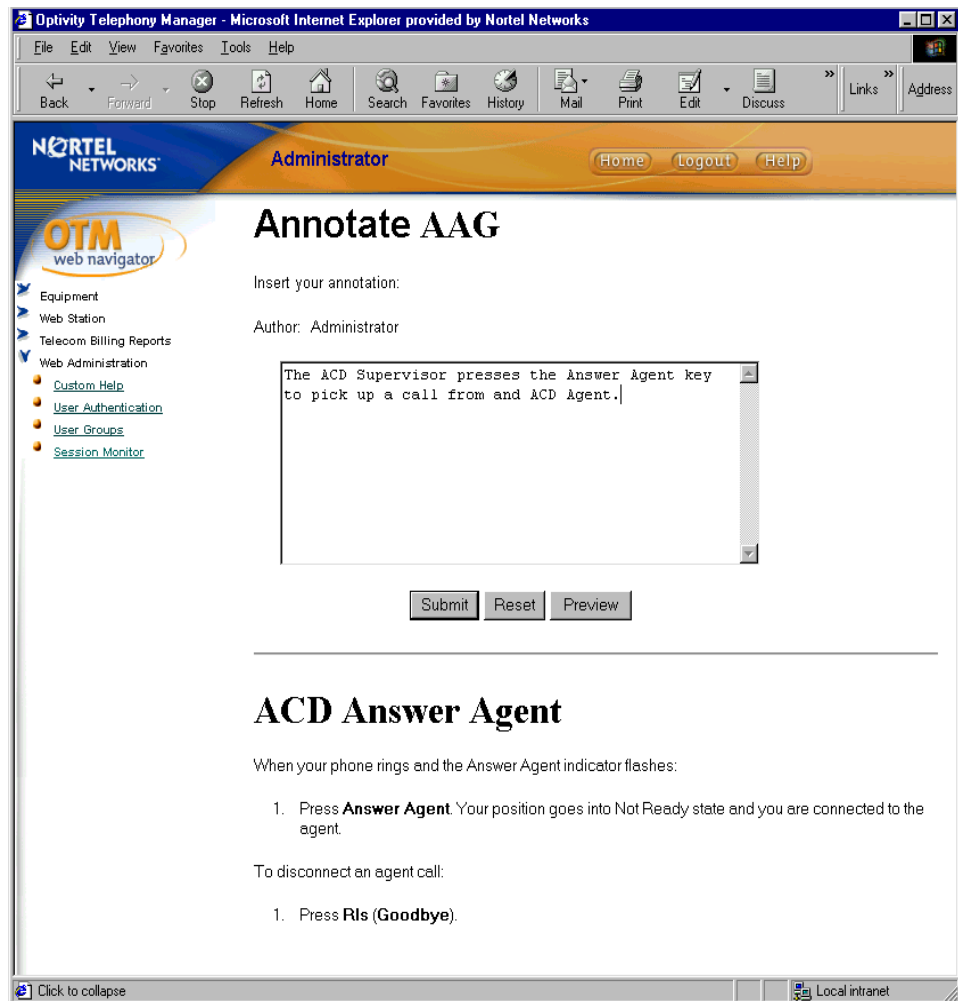 Optivity Telephony Manager - Microsoft Internet Explorer provided by Nortel Networks
File Edit View Favorites Tools Help
Back Forward Stop Refresh Home Search Favorites History Mail Print Edit Discuss » Links » Address
NORTEL
NETWORKS
Administrator
Home Logout Help
OTM
web navigator
Equipment
Web Station
Telecom Billing Reports
Web Administration
Custom Help
User Authentication
User Groups
Session Monitor
Annotate AAG
Insert your annotation:
Author: Administrator
The ACD Supervisor presses the Answer Agent key
to pick up a call from and ACD Agent.
Submit Reset Preview
ACD Answer Agent
When your phone rings and the Answer Agent indicator flashes:
1. Press Answer Agent. Your position goes into Not Ready state and you are connected to the
agent.
To disconnect an agent call:
1. Press Rls (Goodbye).
Click to collapse
Local intranet